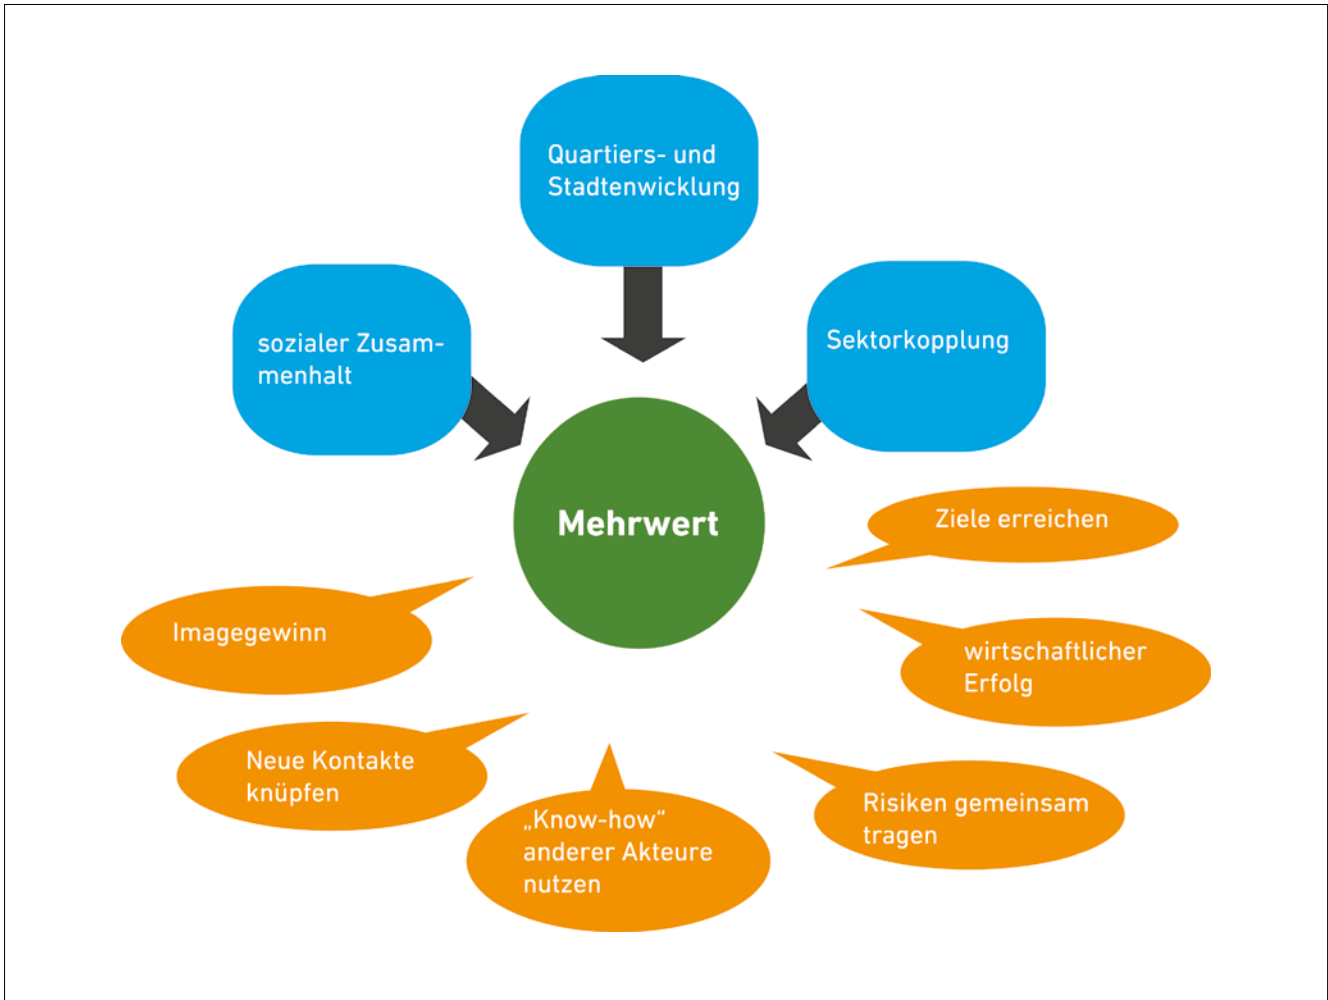 Quartiers- und
Stadtenwicklung
sozialer Zusam-
menhalt
Sektorkopplung
Mehrwert
Ziele erreichen
Imagegewinn
wirtschaftlicher
Erfolg
Neue Kontakte
knüpfen
„Know-how“
anderer Akteure
nutzen
Risiken gemeinsam
tragen